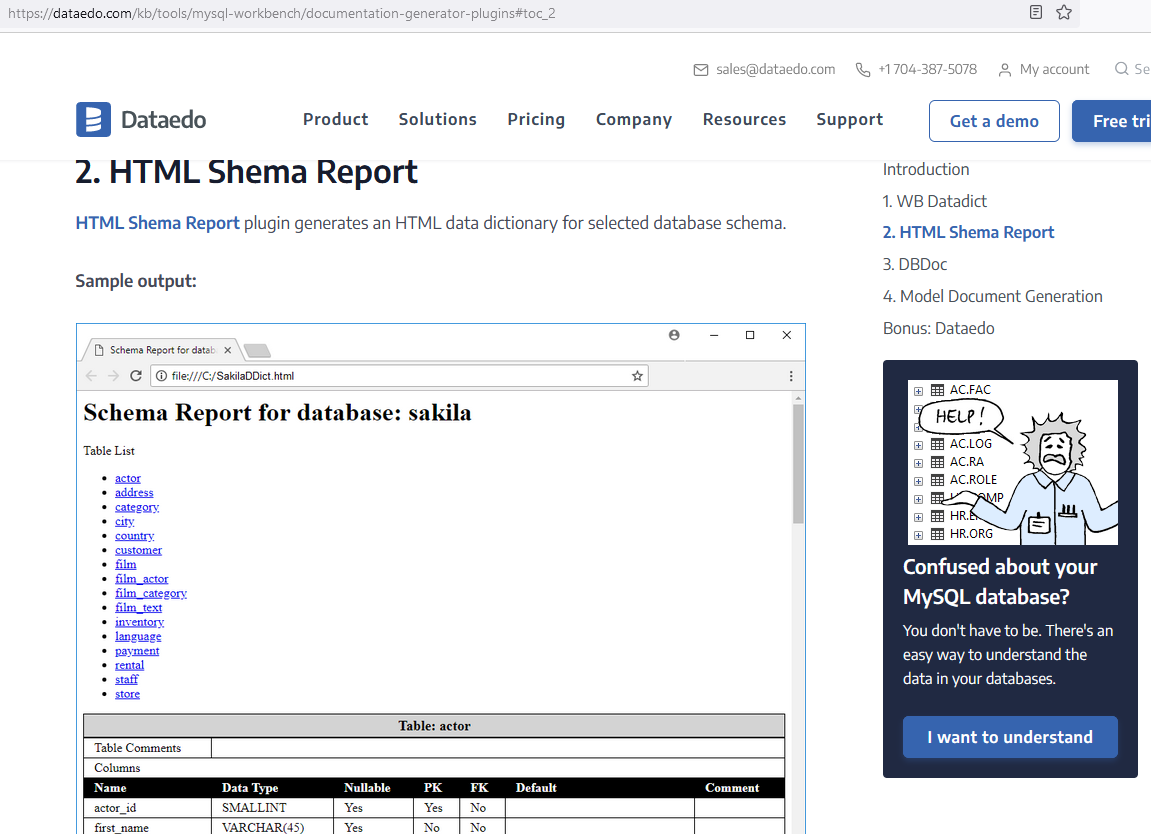 https://dataedo.com/kb/tools/mysql-workbench/documentation-generator-plugins#toc_2
sales@dataedo.com +1 704-387-5078 My account Se
Dataedo Product Solutions Pricing Company Resources Support Get a demo Free tri
2. HTML Shema Report
HTML Shema Report plugin generates an HTML data dictionary for selected database schema.
Sample output:
Schema Report for datab
file:///C:/SakilaDDict.html
Schema Report for database: sakila
Table List
actor
address
category
city
country
customer
film
film_actor
film_category
film_text
inventory
language
payment
rental
staff
store
Table: actor
Table Comments
Columns
Name Data Type Nullable PK FK Default Comment
actor_id SMALLINT Yes Yes No
first_name VARCHAR(45) Yes No No
Introduction
1. WB Datadict
2. HTML Shema Report
3. DBDoc
4. Model Document Generation
Bonus: Dataedo
AC.FAC
HELP!
AC.LOG
AC.RA
AC.ROLE
OMP
HR.E
HR.ORG
Confused about your
MySQL database?
You don't have to be. There's an
easy way to understand the
data in your databases.
I want to understand